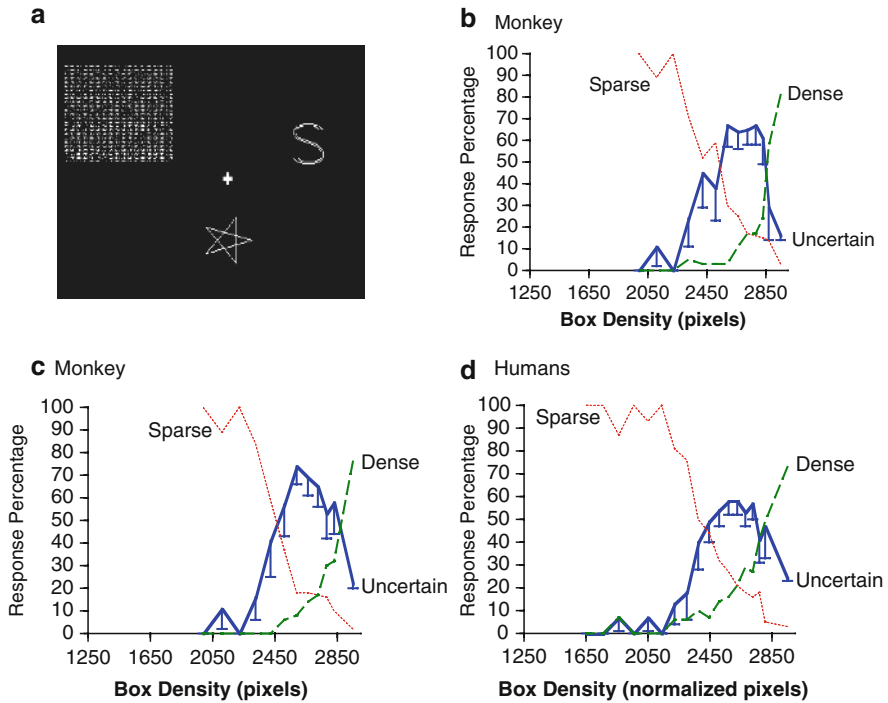 a
S
b Monkey
Response Percentage
100
90
80
70
60
50
40
30
20
10
0
Sparse
Dense
Uncertain
1250 1650 2050 2450 2850
Box Density (pixels)
c Monkey
Response Percentage
100
90
80
70
60
50
40
30
20
10
0
Sparse
Dense
Uncertain
1250 1650 2050 2450 2850
Box Density (pixels)
d Humans
Response Percentage
100
90
80
70
60
50
40
30
20
10
0
Sparse
Dense
Uncertain
1250 1650 2050 2450 2850
Box Density (normalized pixels)